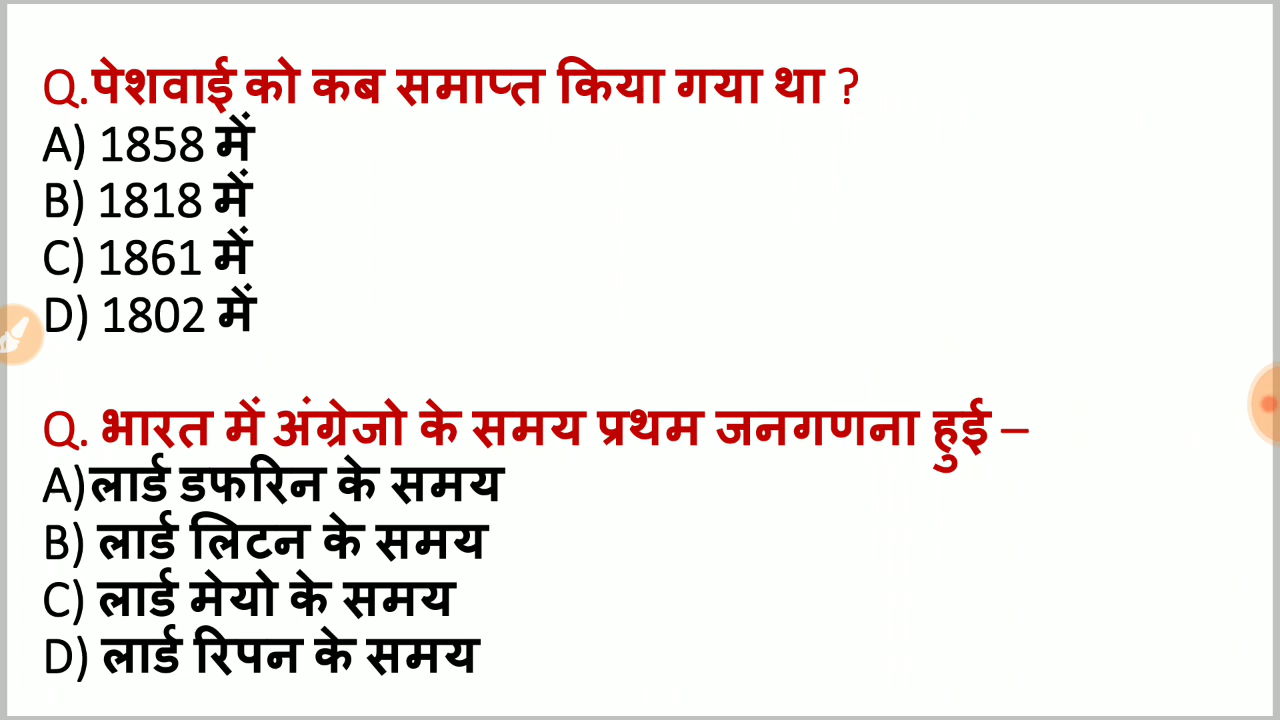 Q.पेशवाई को कब समाप्त किया गया था ?
A) 1858 में
B) 1818 में
C) 1861 में
D) 1802 में
Q. भारत में अंग्रेजो के समय प्रथम जनगणना हुई –
A)लार्ड डफरिन के समय
B) लार्ड लिटन के समय
C) लार्ड मेयो के समय
D) लार्ड रिपन के समय